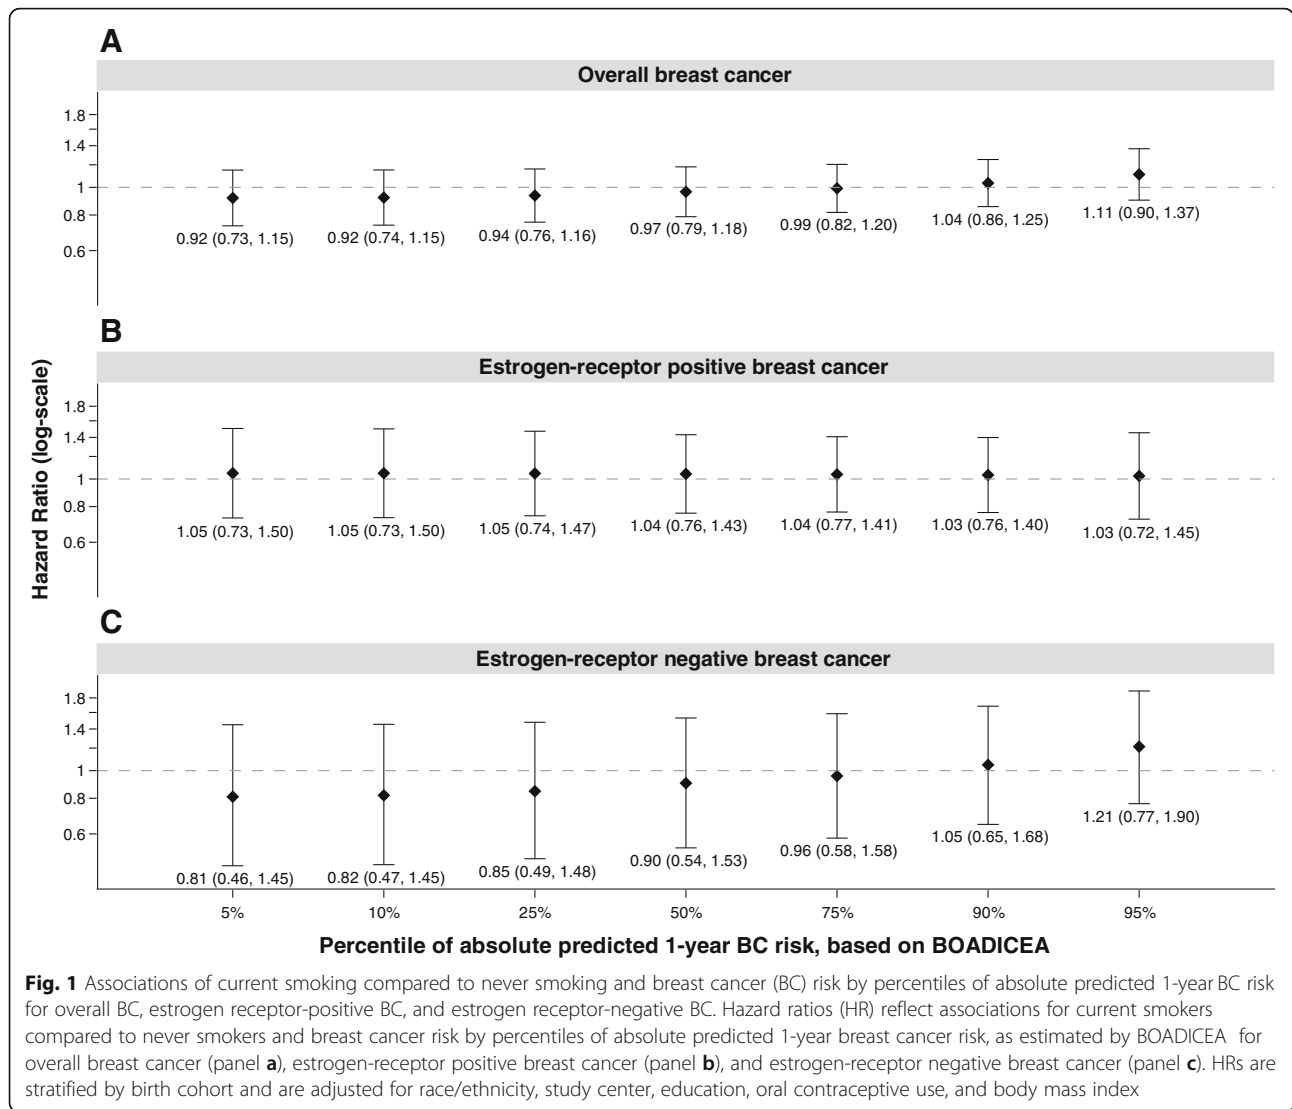 A
Overall breast cancer
1.8
1.4
1
0.8
0.6
0.92 (0.73, 1.15)
0.92 (0.74, 1.15)
0.94 (0.76, 1.16)
0.97 (0.79, 1.18)
0.99 (0.82, 1.20)
1.04 (0.86, 1.25)
1.11 (0.90, 1.37)
B
Estrogen-receptor positive breast cancer
Hazard Ratio (log-scale)
1.8
1.4
1
0.8
0.6
1.05 (0.73, 1.50)
1.05 (0.73, 1.50)
1.05 (0.74, 1.47)
1.04 (0.76, 1.43)
1.04 (0.77, 1.41)
1.03 (0.76, 1.40)
1.03 (0.72, 1.45)
C
Estrogen-receptor negative breast cancer
1.8
1.4
1
0.8
0.6
0.81 (0.46, 1.45)
0.82 (0.47, 1.45)
0.85 (0.49, 1.48)
0.90 (0.54, 1.53)
0.96 (0.58, 1.58)
1.05 (0.65, 1.68)
1.21 (0.77, 1.90)
5% 10% 25% 50% 75% 90% 95%
Percentile of absolute predicted 1-year BC risk, based on BOADICEA
Fig. 1 Associations of current smoking compared to never smoking and breast cancer (BC) risk by percentiles of absolute predicted 1-year BC risk
for overall BC, estrogen receptor-positive BC, and estrogen receptor-negative BC. Hazard ratios (HR) reflect associations for current smokers
compared to never smokers and breast cancer risk by percentiles of absolute predicted 1-year breast cancer risk, as estimated by BOADICEA for
overall breast cancer (panel a), estrogen-receptor positive breast cancer (panel b), and estrogen-receptor negative breast cancer (panel c). HRs are
stratified by birth cohort and are adjusted for race/ethnicity, study center, education, oral contraceptive use, and body mass index